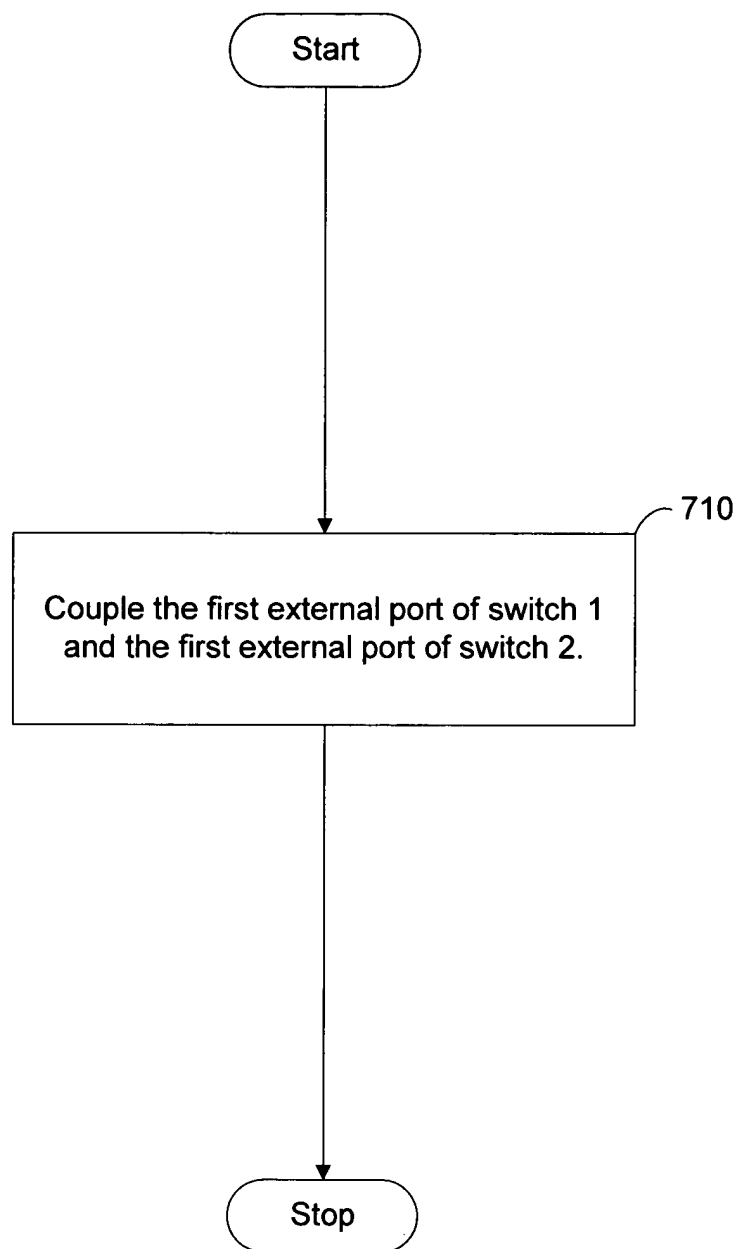 Start
710
Couple the first external port of switch 1
and the first external port of switch 2.
Stop